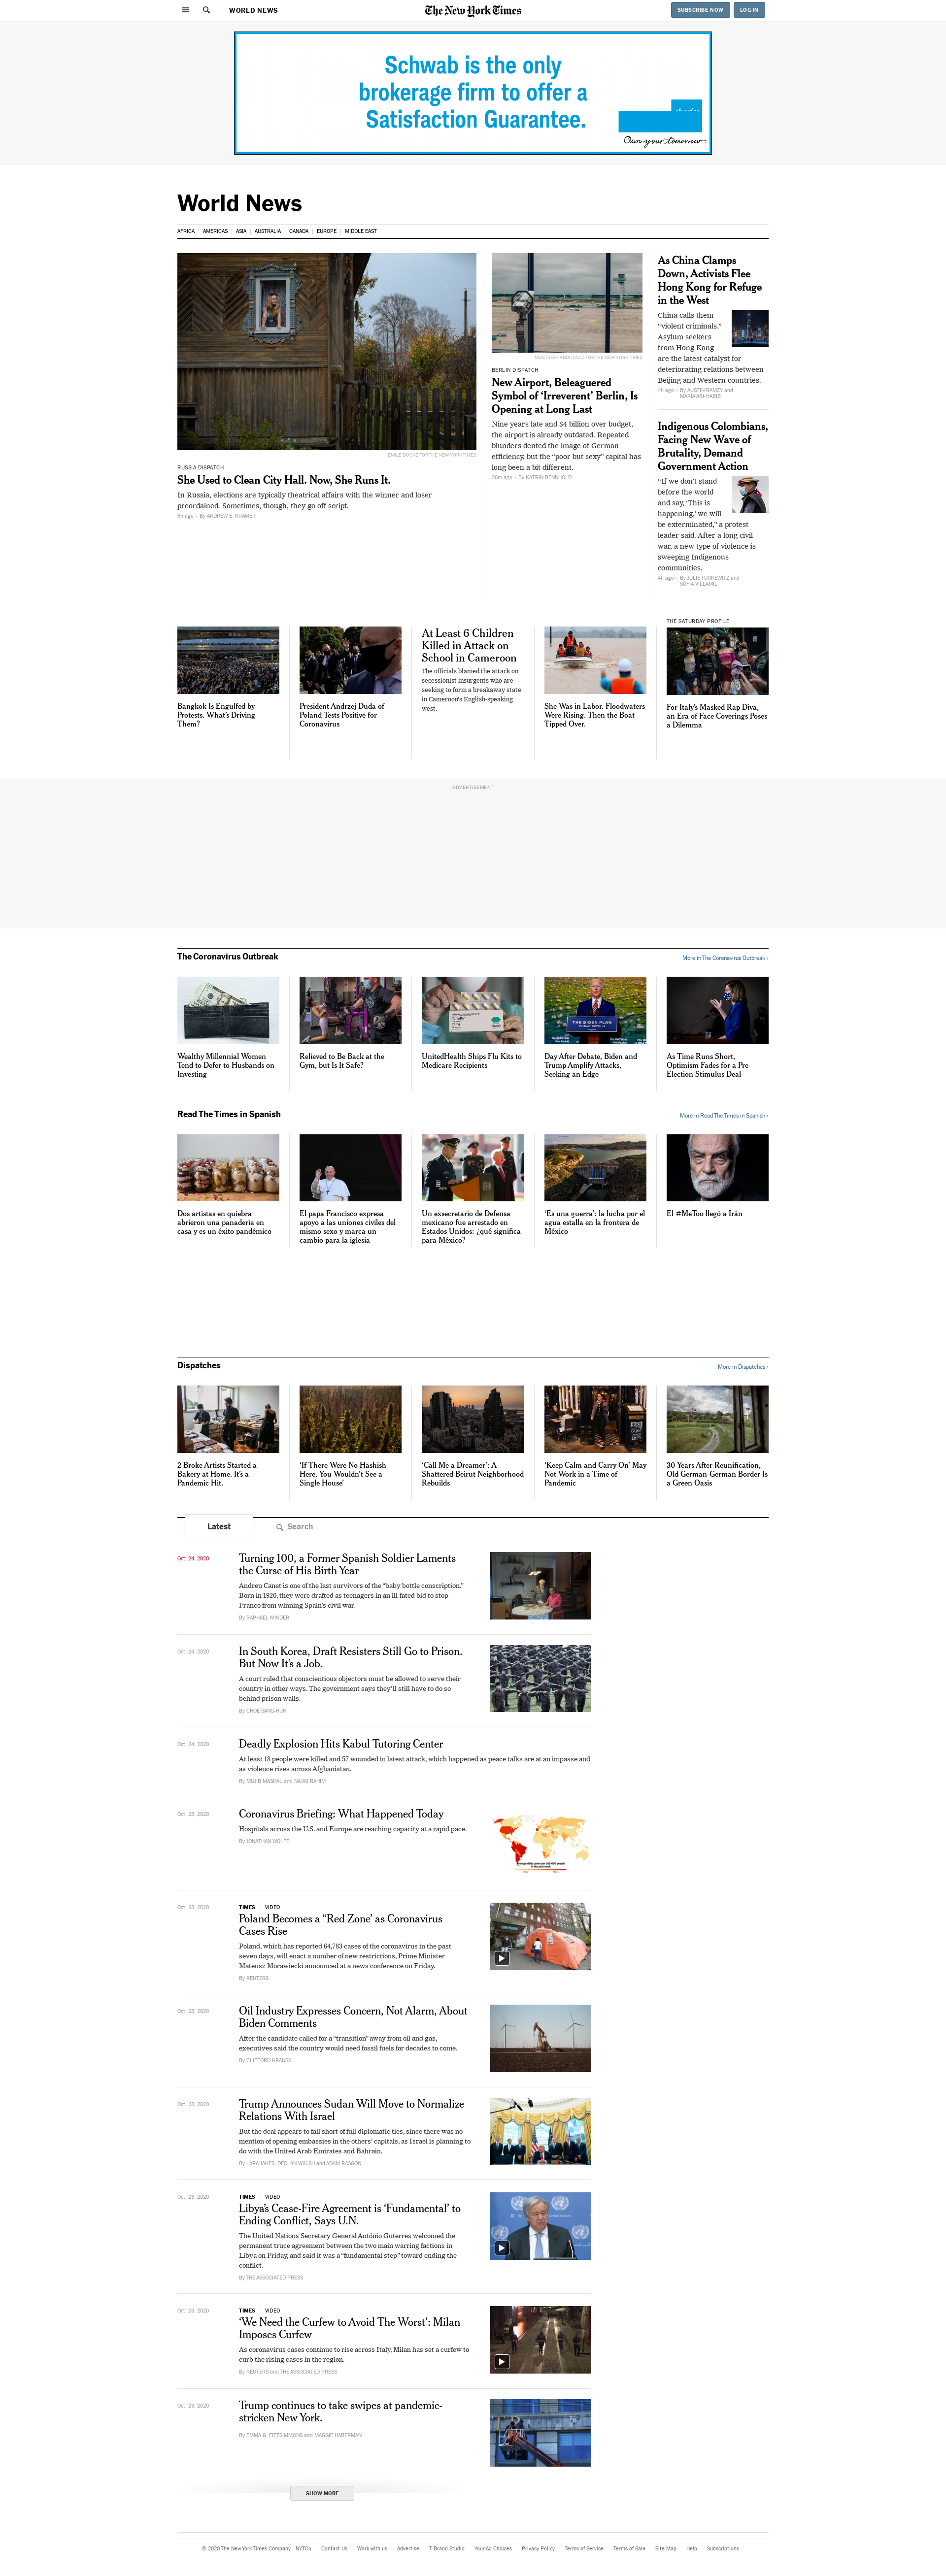 WORLD NEWS
The New York Times
SUBSCRIBE NOW
LOG IN
Schwab is the only
brokerage firm to offer a
Satisfaction Guarantee.
Own your tomorrow
World News
AFRICA
AMERICAS
ASIA
AUSTRALIA
CANADA
EUROPE
MIDDLE EAST
EMILE DUCKE FOR THE NEW YORK TIMES
RUSSIA DISPATCH
She Used to Clean City Hall. Now, She Runs It.
In Russia, elections are typically theatrical affairs with the winner and loser
preordained. Sometimes, though, they go off script.
By ANDREW E. KRAMER
MUSTAFAH ABDULAZIZ FOR THE NEW YORK TIMES
BERLIN DISPATCH
New Airport, Beleaguered
Symbol of ‘Irreverent’ Berlin, Is
Opening at Long Last
Nine years late and $4 billion over budget,
the airport is already outdated. Repeated
blunders dented the image of German
efficiency, but the “poor but sexy” capital has
long been a bit different.
26m ago - By KATRIN BENNHOLD
As China Clamps
Down, Activists Flee
Hong Kong for Refuge
in the West
China calls them
“violent criminals.”
Asylum seekers
from Hong Kong
are the latest catalyst for
deteriorating relations between
Beijing and Western countries.
4h ago - By AUSTIN RAMZY and
MARIA ABI-HABIB
Indigenous Colombians,
Facing New Wave of
Brutality, Demand
Government Action
“If we don’t stand
before the world
and say, ‘This is
happening,’ we will
be exterminated,” a protest
leader said. After a long civil
war, a new type of violence is
sweeping Indigenous
communities.
4h ago - By JULIE TURKEWITZ and
SOFÍA VILLAMIL
Bangkok Is Engulfed by
Protests. What’s Driving
Them?
President Andrzej Duda of
Poland Tests Positive for
Coronavirus
At Least 6 Children
Killed in Attack on
School in Cameroon
The officials blamed the attack on
secessionist insurgents who are
seeking to form a breakaway state
in Cameroon’s English-speaking
west.
She Was in Labor. Floodwaters
Were Rising. Then the Boat
Tipped Over.
THE SATURDAY PROFILE
For Italy’s Masked Rap Diva,
an Era of Face Coverings Poses
a Dilemma
ADVERTISEMENT
The Coronavirus Outbreak
More in The Coronavirus Outbreak ›
THE BIDEN PLAN
Wealthy Millennial Women
Tend to Defer to Husbands on
Investing
Relieved to Be Back at the
Gym, but Is It Safe?
UnitedHealth Ships Flu Kits to
Medicare Recipients
Day After Debate, Biden and
Trump Amplify Attacks,
Seeking an Edge
As Time Runs Short,
Optimism Fades for a Pre-
Election Stimulus Deal
Read The Times in Spanish
More in Read The Times in Spanish ›
Dos artistas en quiebra
abrieron una panadería en
casa y es un éxito pandémico
El papa Francisco expresa
apoyo a las uniones civiles del
mismo sexo y marca un
cambio para la iglesia
Un exsecretario de Defensa
mexicano fue arrestado en
Estados Unidos: ¿qué significa
para México?
‘Es una guerra’: la lucha por el
agua estalla en la frontera de
México
El #MeToo llegó a Irán
Dispatches
More in Dispatches ›
2 Broke Artists Started a
Bakery at Home. It’s a
Pandemic Hit.
‘If There Were No Hashish
Here, You Wouldn’t See a
Single House’
‘Call Me a Dreamer’: A
Shattered Beirut Neighborhood
Rebuilds
‘Keep Calm and Carry On’ May
Not Work in a Time of
Pandemic
30 Years After Reunification,
Old German-German Border Is
a Green Oasis
Latest
Search
Oct. 24, 2020
Turning 100, a Former Spanish Soldier Laments
the Curse of His Birth Year
Andreu Canet is one of the last survivors of the “baby bottle conscription.”
Born in 1920, they were drafted as teenagers in an ill-fated bid to stop
Franco from winning Spain’s civil war.
By RAPHAEL MINDER
Oct. 24, 2020
In South Korea, Draft Resisters Still Go to Prison.
But Now It’s a Job.
A court ruled that conscientious objectors must be allowed to serve their
country in other ways. The government says they’ll still have to do so
behind prison walls.
By CHOE SANG-HUN
Oct. 24, 2020
Deadly Explosion Hits Kabul Tutoring Center
At least 18 people were killed and 57 wounded in latest attack, which happened as peace talks are at an impasse and
as violence rises across Afghanistan.
By MUJIB MASHAL and NAJIM RAHIM
Oct. 23, 2020
Coronavirus Briefing: What Happened Today
Hospitals across the U.S. and Europe are reaching capacity at a rapid pace.
By JONATHAN WOLFE
Oct. 23, 2020
TIMES | VIDEO
Poland Becomes a “Red Zone’ as Coronavirus
Cases Rise
Poland, which has reported 64,783 cases of the coronavirus in the past
seven days, will enact a number of new restrictions, Prime Minister
Mateusz Morawiecki announced at a news conference on Friday.
By REUTERS
Oct. 23, 2020
Oil Industry Expresses Concern, Not Alarm, About
Biden Comments
After the candidate called for a “transition” away from oil and gas,
executives said the country would need fossil fuels for decades to come.
By CLIFFORD KRAUSS
Oct. 23, 2020
Trump Announces Sudan Will Move to Normalize
Relations With Israel
But the deal appears to fall short of full diplomatic ties, since there was no
mention of opening embassies in the others’ capitals, as Israel is planning to
do with the United Arab Emirates and Bahrain.
By LARA JAKES, DECLAN WALSH and ADAM RASGON
Oct. 23, 2020
TIMES | VIDEO
Libya’s Cease-Fire Agreement is ‘Fundamental’ to
Ending Conflict, Says U.N.
The United Nations Secretary General António Guterres welcomed the
permanent truce agreement between the two main warring factions in
Libya on Friday, and said it was a “fundamental step” toward ending the
conflict.
By THE ASSOCIATED PRESS
Oct. 23, 2020
TIMES | VIDEO
‘We Need the Curfew to Avoid The Worst’: Milan
Imposes Curfew
As coronavirus cases continue to rise across Italy, Milan has set a curfew to
curb the rising cases in the region.
By REUTERS and THE ASSOCIATED PRESS
Oct. 23, 2020
Trump continues to take swipes at pandemic-
stricken New York.
By EMMA G. FITZSIMMONS and MAGGIE HABERMAN
SHOW MORE
© 2020 The New York Times Company
NYTCo
Contact Us
Work with us
Advertise
T Brand Studio
Your Ad Choices
Privacy Policy
Terms of Service
Terms of Sale
Site Map
Help
Subscriptions